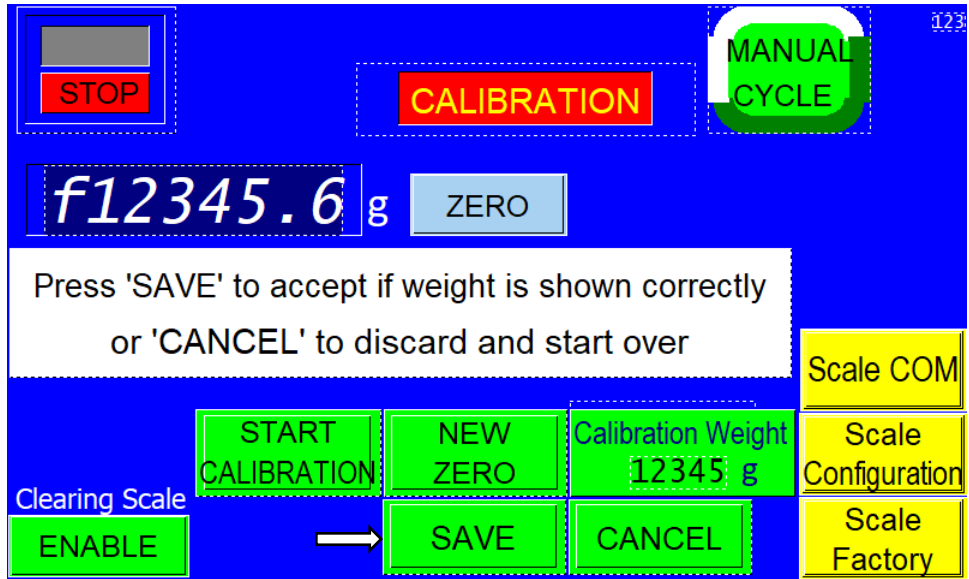 123
STOP
CALIBRATION
MANUAL
CYCLE
f12345.6 g
ZERO
Press 'SAVE' to accept if weight is shown correctly
or 'CANCEL' to discard and start over
Scale COM
START
CALIBRATION
NEW
ZERO
Calibration Weight
12345 g
Scale
Configuration
Clearing Scale
ENABLE
SAVE
CANCEL
Scale
Factory